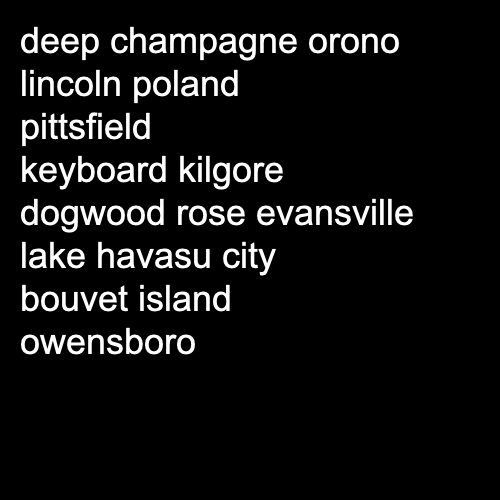 deep champagne orono
lincoln poland
pittsfield
keyboard kilgore
dogwood rose evansville
lake havasu city
bouvet island
owensboro